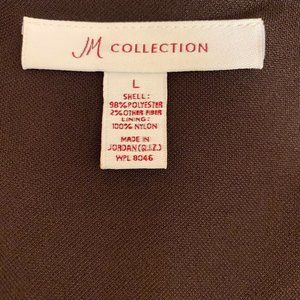 JM COLLECTION
L
SHELL:
98% POLYESTER
2% OTHER FIBER
LINING:
100% NYLON
MADE IN
JORDAN (Q.I.Z.)
WPL 8046